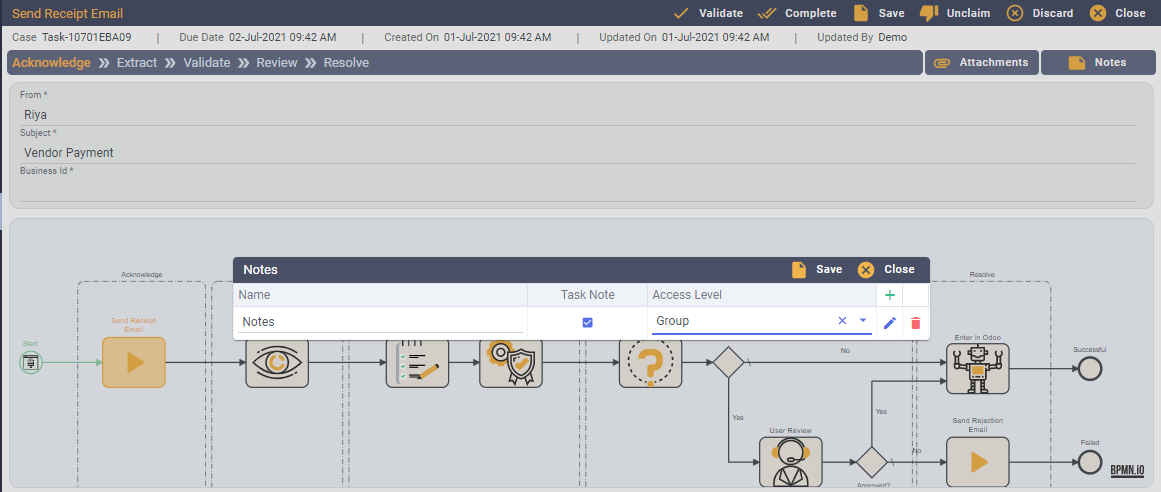 Send Receipt Email
Validate Complete Save Unclaim Discard Close
Case Task-10701EBA09 | Due Date 02-Jul-2021 09:42 AM | Created On 01-Jul-2021 09:42 AM | Updated On 01-Jul-2021 09:42 AM | Updated By Demo
Acknowledge » Extract » Validate » Review » Resolve
Attachments
Notes
From *
Riya
Subject *
Vendor Payment
Business Id *
Notes Save Close
Name Task Note Access Level +
Notes Group
Acknowledge
Resolve
Send Receipt
Email
Start
No
Enter in Odoo
Successful
Yes
Yes
User Review
Send Rejection
Email
No
Failed
Approved?
BPMN.iO